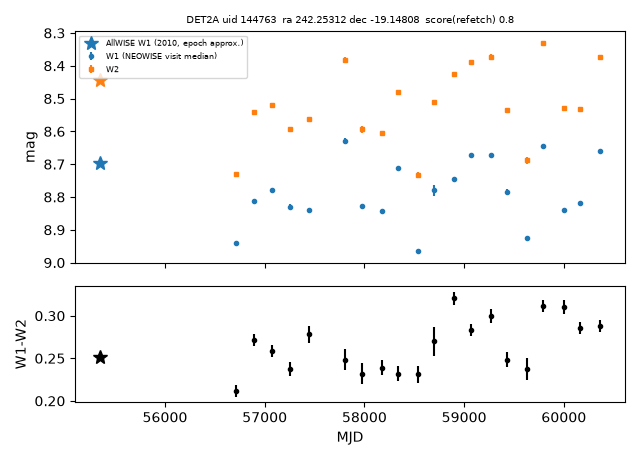 DET2A uid 144763  ra 242.25312 dec -19.14808  score(refetch) 0.8
8.3
8.4
8.5
8.6
8.7
8.8
8.9
9.0
mag
AllWISE W1 (2010, epoch approx.)
W1 (NEOWISE visit median)
W2
0.30
0.25
0.20
W1-W2
56000
57000
58000
59000
60000
MJD